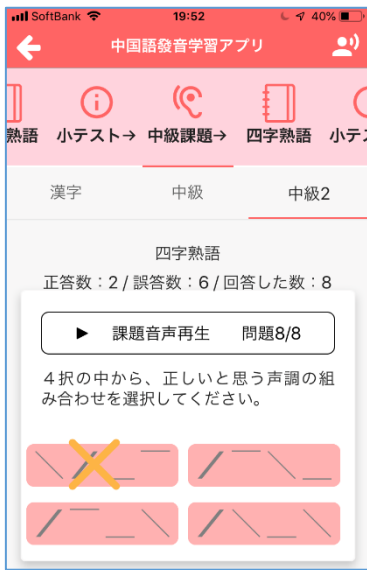 SoftBank 19:52 40%
中国語發音学習アプリ
熟語 小テスト→ 中級課題→ 四字熟語 小テ
漢字 中級 中級2
四字熟語
正答数：2 / 誤答数：6 / 回答した数：8
▶ 課題音声再生 問題8/8
４択の中から、正しいと思う声調の組
み合わせを選択してください。